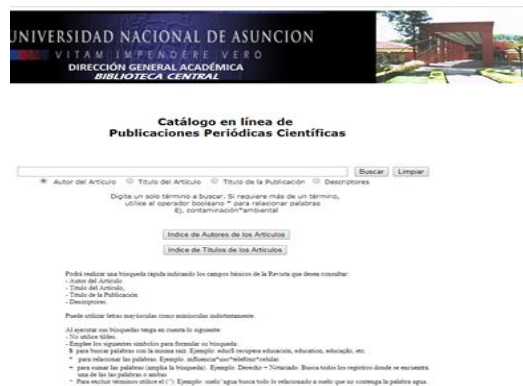 UNIVERSIDAD NACIONAL DE ASUNCION
VITAM IMPENDERE VERO
DIRECCIÓN GENERAL ACADÉMICA
BIBLIOTECA CENTRAL
Catálogo en línea de
Publicaciones Periódicas Científicas
Buscar Limpiar
Autor del Artículo Titulo del Artículo Titulo de la Publicación Descriptores
Digite un solo término a buscar. Si requiere más de un término,
utilice el operador booleano * para relacionar palabras
Ej. contaminación*ambiental
Indice de Autores de los Artículos
Indice de Títulos de los Artículos
Podrá realizar una búsqueda rápida indicando los campos básicos de la Revista que desea consultar:
- Autor del Artículo
- Titulo del Artículo,
- Titulo de la Publicación
- Descriptores.
Puede utilizar letras mayúsculas como minúsculas indistintamente.
Al ejecutar sus búsquedas tenga en cuenta lo siguiente:
- No utilice tildes.
- Emplee los siguientes símbolos para formular su búsqueda:
$ para buscar palabras con la misma raíz. Ejemplo: educ$ recupera educación, educativo, educação, etc.
* para relacionar las palabras. Ejemplo: influencia*uso*telefono*celular.
+ para sumar las palabras (amplia la búsqueda). Ejemplo: Derecho + Notariado. Busca todos los registros donde se encuentra
una de las las palabras o ambas
^ Para excluir términos utilice el (^). Ejemplo: suelo^agua busca todo lo relacionado a suelo que no contenga la palabra agua.